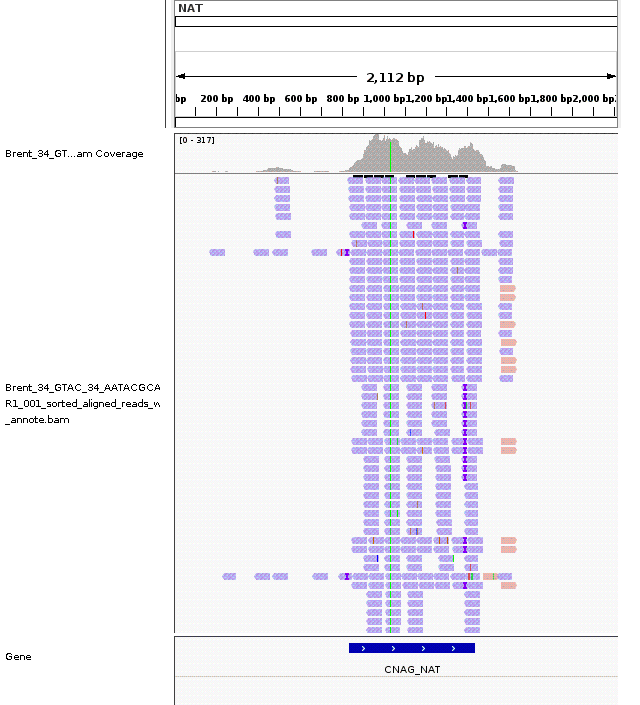 NAT
2,112 bp
bp 200 bp 400 bp 600 bp 800 bp 1,000 bp 1,200 bp 1,400 bp 1,600 bp 1,800 bp 2,000 bp
[0 - 317]
Brent_34_GT...am Coverage
Brent_34_GTAC_34_AATACGCA
R1_001_sorted_aligned_reads_w
_annote.bam
Gene
CNAG_NAT